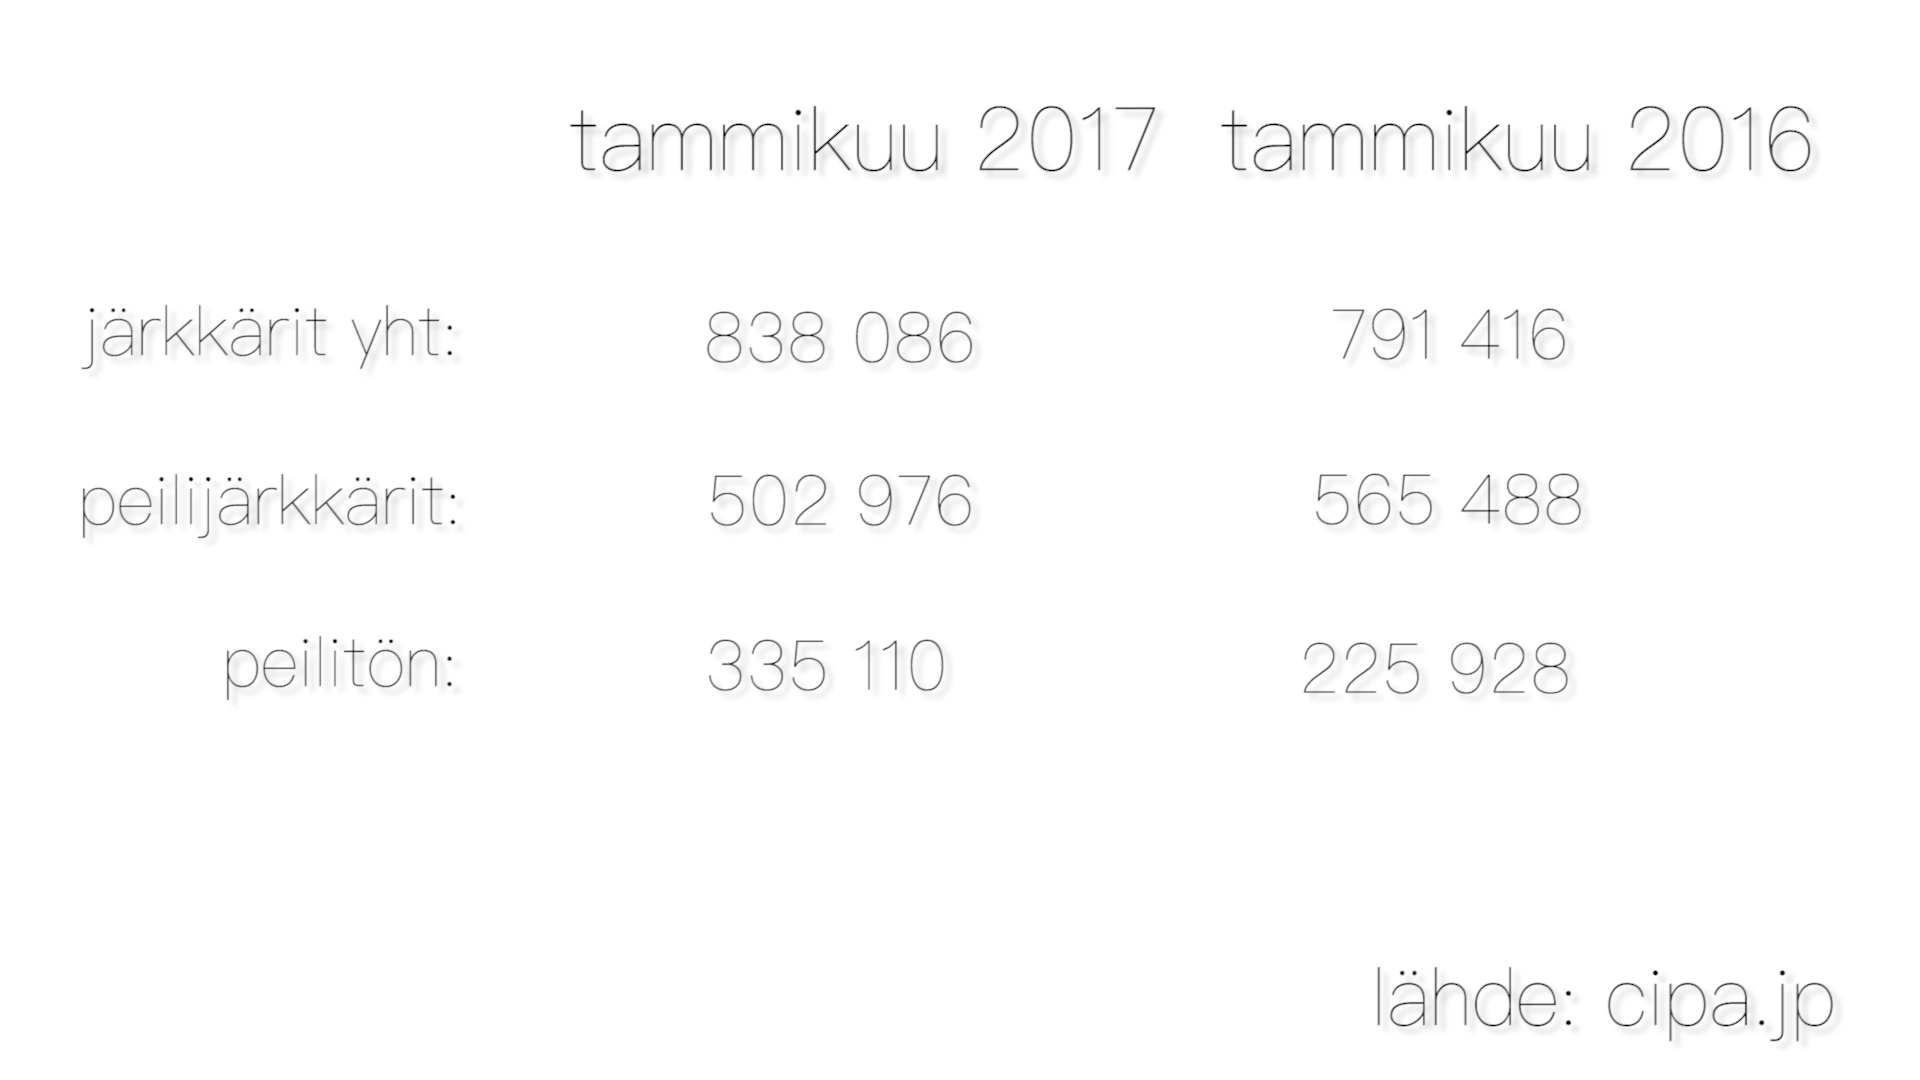 tammikuu 2017 tammikuu 2016
järkkärit yht: 838 086 791 416
peilijärkkärit: 502 976 565 488
peilitön: 335 110 225 928
lähde: cipa.jp